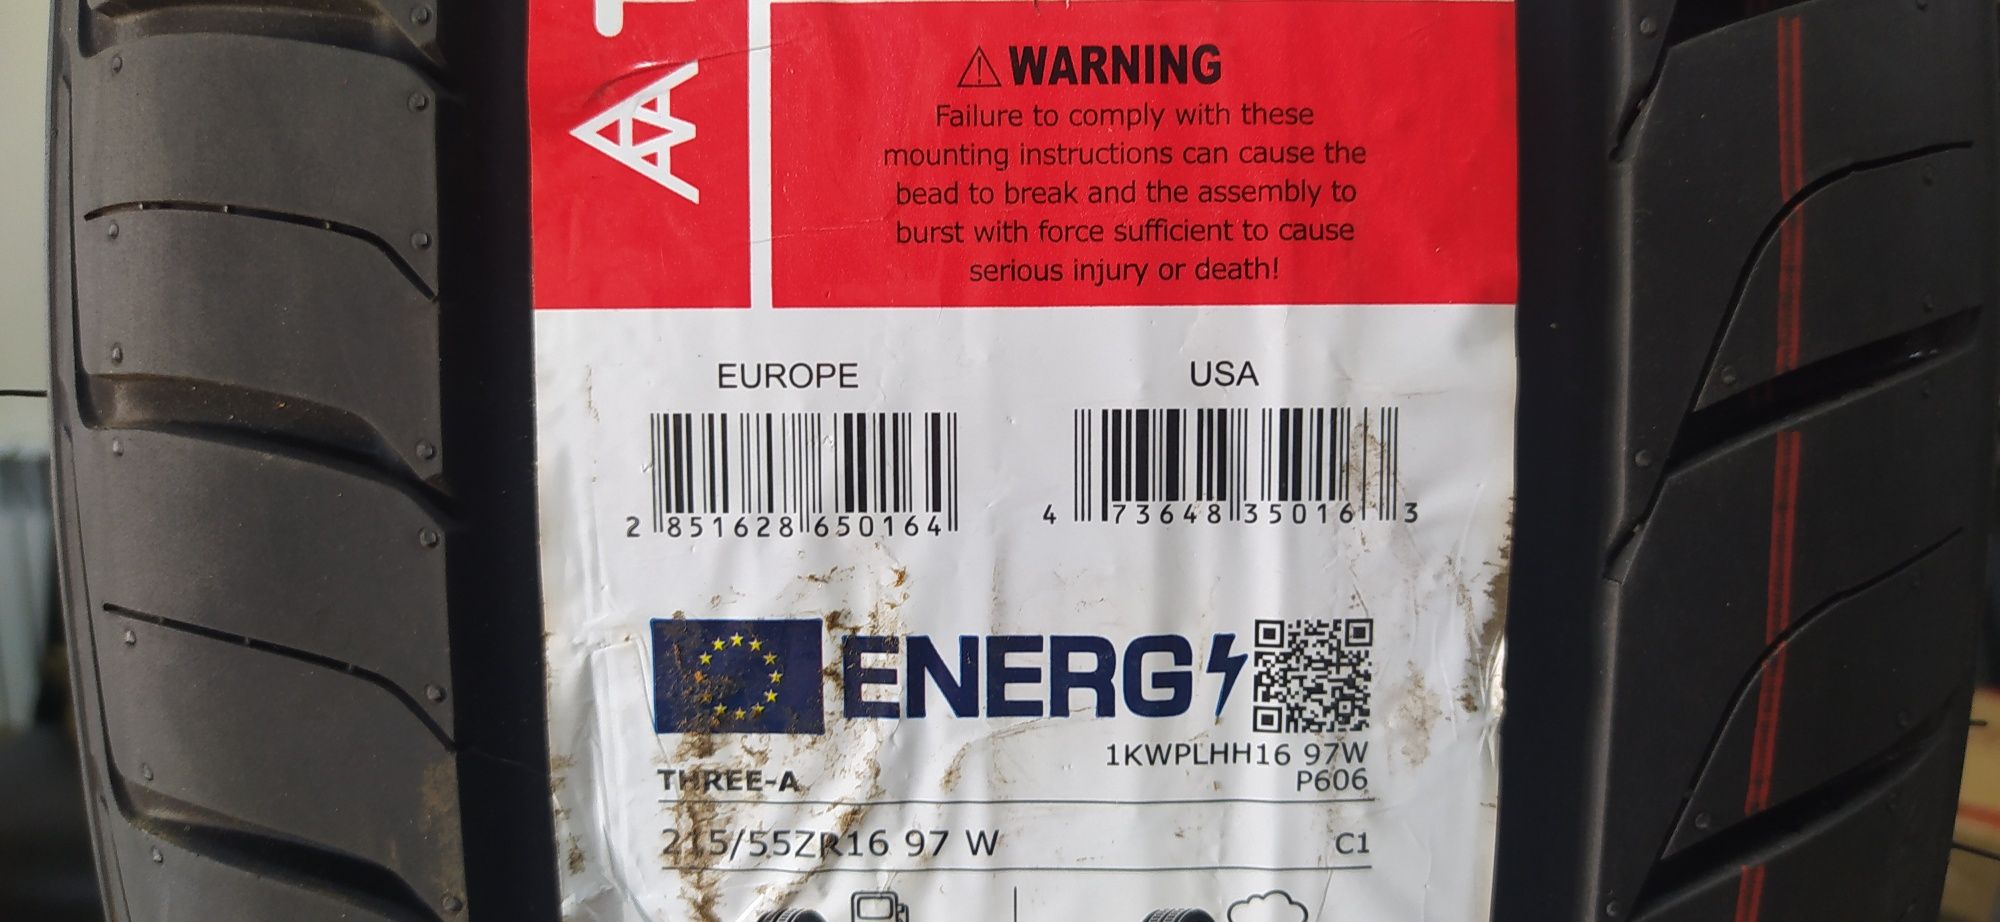 WARNING
Failure to comply with these
mounting instructions can cause the
bead to break and the assembly to
burst with force sufficient to cause
serious injury or death!
EUROPE
USA
2 851628 650164
4 73648 35016 3
ENERG
1KWPLHH16 97W
THREE-A
P606
215/55ZR16 97 W
C1